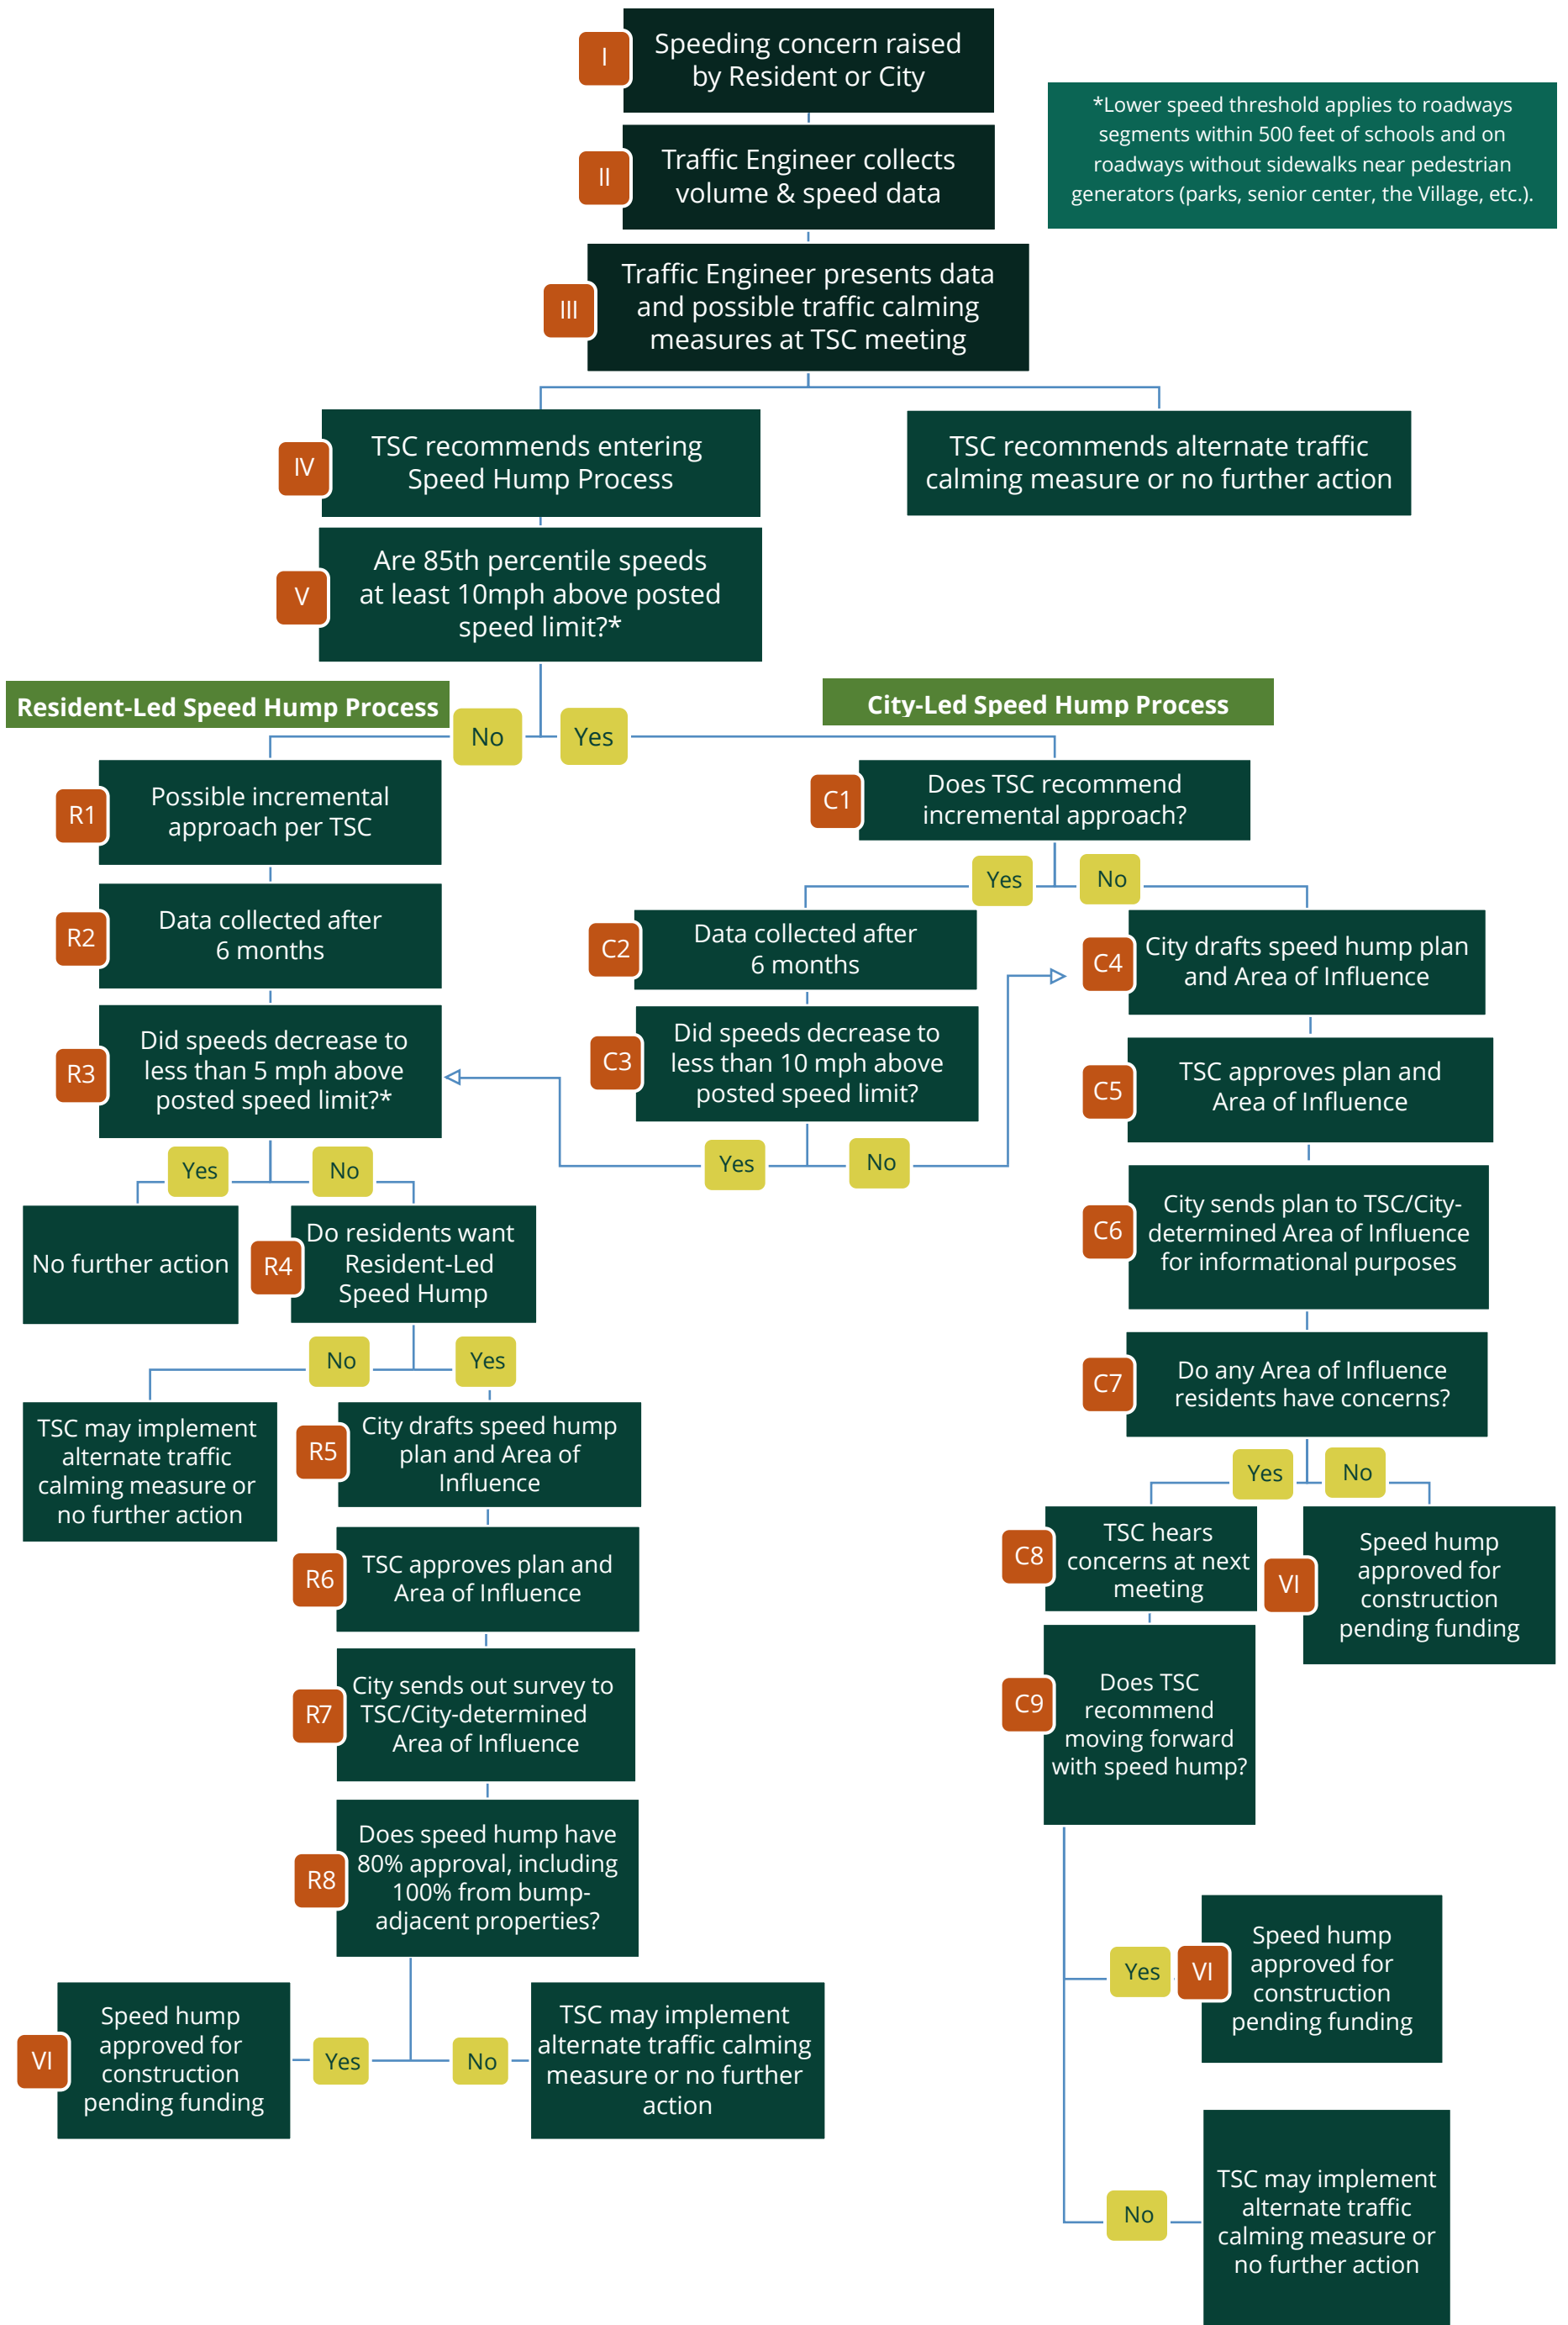 I
Speeding concern raised
by Resident or City
*Lower speed threshold applies to roadways
segments within 500 feet of schools and on
roadways without sidewalks near pedestrian
generators (parks, senior center, the Village, etc.).
II
Traffic Engineer collects
volume & speed data
III
Traffic Engineer presents data
and possible traffic calming
measures at TSC meeting
IV
TSC recommends entering
Speed Hump Process
TSC recommends alternate traffic
calming measure or no further action
V
Are 85th percentile speeds
at least 10mph above posted
speed limit?*
Resident-Led Speed Hump Process
City-Led Speed Hump Process
No
Yes
R1
Possible incremental
approach per TSC
R2
Data collected after
6 months
R3
Did speeds decrease to
less than 5 mph above
posted speed limit?*
Yes
No
No further action
R4
Do residents want
Resident-Led
Speed Hump
No
Yes
TSC may implement
alternate traffic
calming measure or
no further action
R5
City drafts speed hump
plan and Area of
Influence
R6
TSC approves plan and
Area of Influence
R7
City sends out survey to
TSC/City-determined
Area of Influence
R8
Does speed hump have
80% approval, including
100% from bump-
adjacent properties?
VI
Speed hump
approved for
construction
pending funding
Yes
No
TSC may implement
alternate traffic calming
measure or no further
action
C1
Does TSC recommend
incremental approach?
Yes
No
C2
Data collected after
6 months
C3
Did speeds decrease to
less than 10 mph above
posted speed limit?
Yes
No
C4
City drafts speed hump plan
and Area of Influence
C5
TSC approves plan and
Area of Influence
C6
City sends plan to TSC/City-
determined Area of Influence
for informational purposes
C7
Do any Area of Influence
residents have concerns?
Yes
No
C8
TSC hears
concerns at next
meeting
VI
Speed hump
approved for
construction
pending funding
C9
Does TSC
recommend
moving forward
with speed hump?
Yes
VI
Speed hump
approved for
construction
pending funding
No
TSC may implement
alternate traffic
calming measure or
no further action